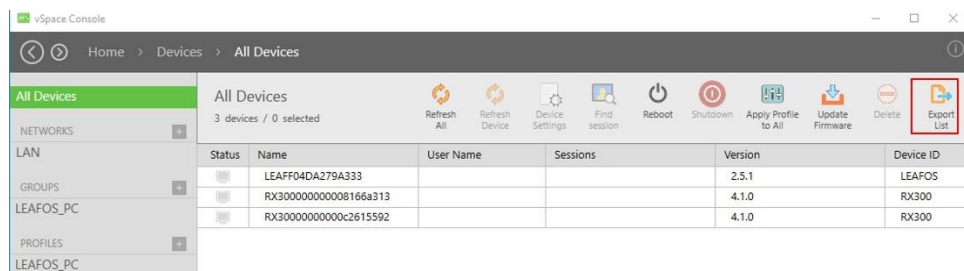 vSpace Console
Home > Devices > All Devices
All Devices
NETWORKS
LAN
GROUPS
LEAFOS_PC
PROFILES
LEAFOS_PC
All Devices
3 devices / 0 selected
Refresh All
Refresh Device
Device Settings
Find session
Reboot
Shutdown
Apply Profile to All
Update Firmware
Delete
Export List
Status Name User Name Sessions Version Device ID
LEAFF04DA279A333 2.5.1 LEAFOS
RX300000000008166a313 4.1.0 RX300
RX30000000000c2615592 4.1.0 RX300